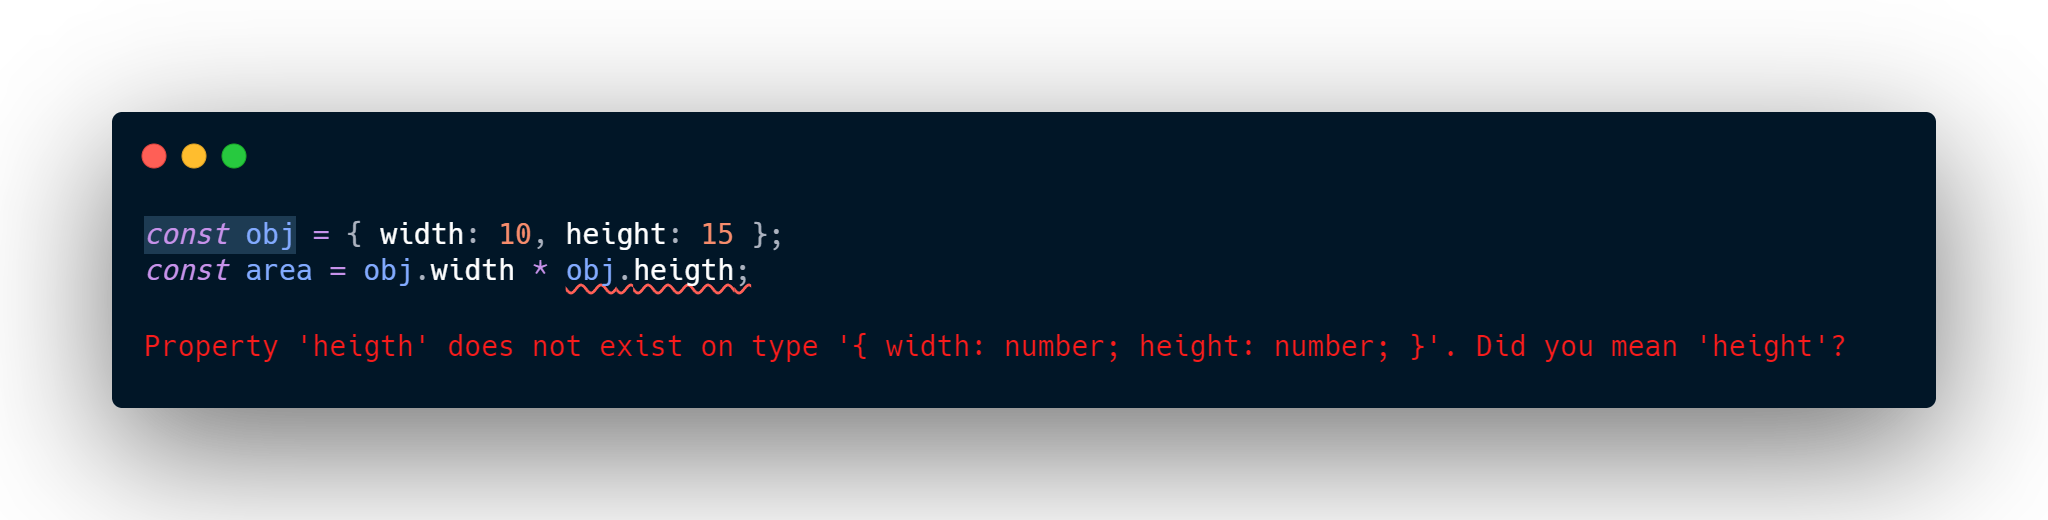 const obj = { width: 10, height: 15 };
const area = obj.width * obj.heigth;
Property 'heigth' does not exist on type '{ width: number; height: number; }'. Did you mean 'height'?